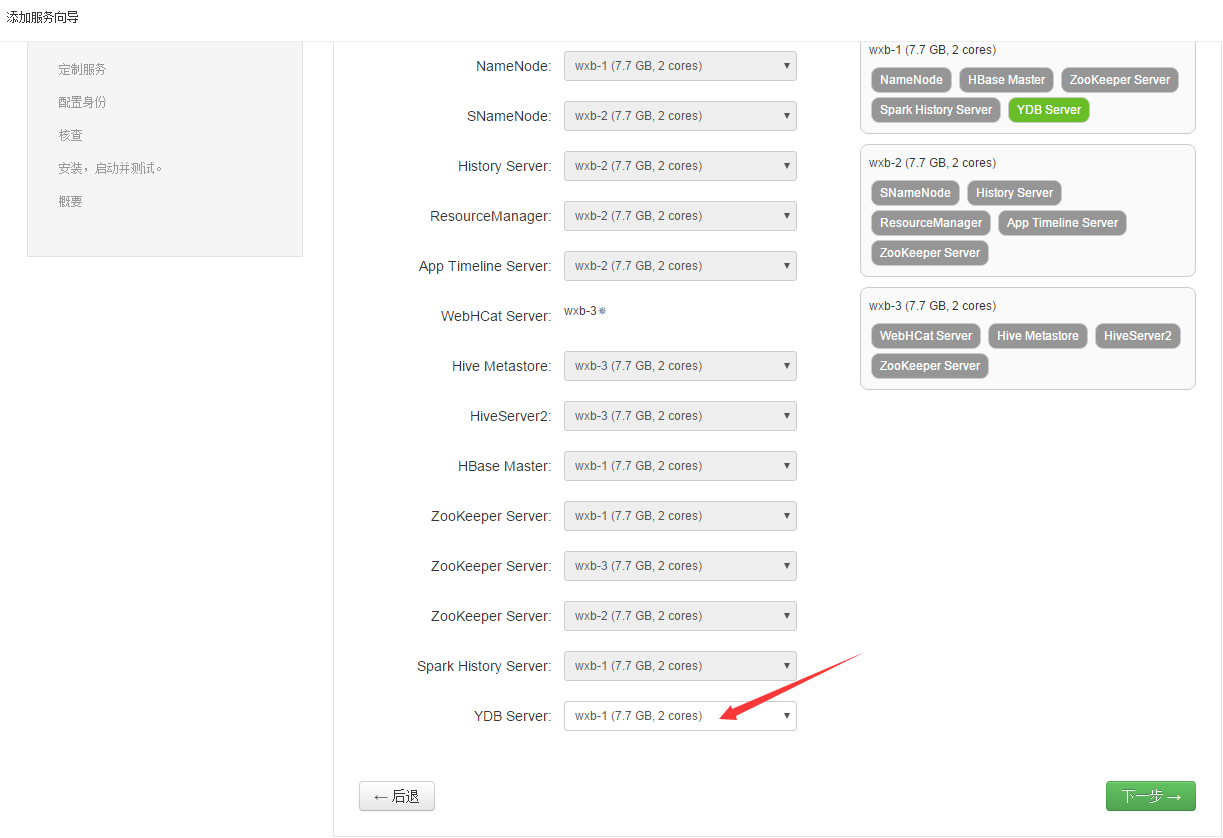 添加服务向导
定制服务
配置身份
核查
安装，启动并测试。
概要
NameNode: wxb-1 (7.7 GB, 2 cores)
SNameNode: wxb-2 (7.7 GB, 2 cores)
History Server: wxb-2 (7.7 GB, 2 cores)
ResourceManager: wxb-2 (7.7 GB, 2 cores)
App Timeline Server: wxb-2 (7.7 GB, 2 cores)
WebHCat Server: wxb-3✵
Hive Metastore: wxb-3 (7.7 GB, 2 cores)
HiveServer2: wxb-3 (7.7 GB, 2 cores)
HBase Master: wxb-1 (7.7 GB, 2 cores)
ZooKeeper Server: wxb-1 (7.7 GB, 2 cores)
ZooKeeper Server: wxb-3 (7.7 GB, 2 cores)
ZooKeeper Server: wxb-2 (7.7 GB, 2 cores)
Spark History Server: wxb-1 (7.7 GB, 2 cores)
YDB Server: wxb-1 (7.7 GB, 2 cores)
wxb-1 (7.7 GB, 2 cores)
NameNode HBase Master ZooKeeper Server
Spark History Server YDB Server
wxb-2 (7.7 GB, 2 cores)
SNameNode History Server
ResourceManager App Timeline Server
ZooKeeper Server
wxb-3 (7.7 GB, 2 cores)
WebHCat Server Hive Metastore HiveServer2
ZooKeeper Server
← 后退
下一步 →